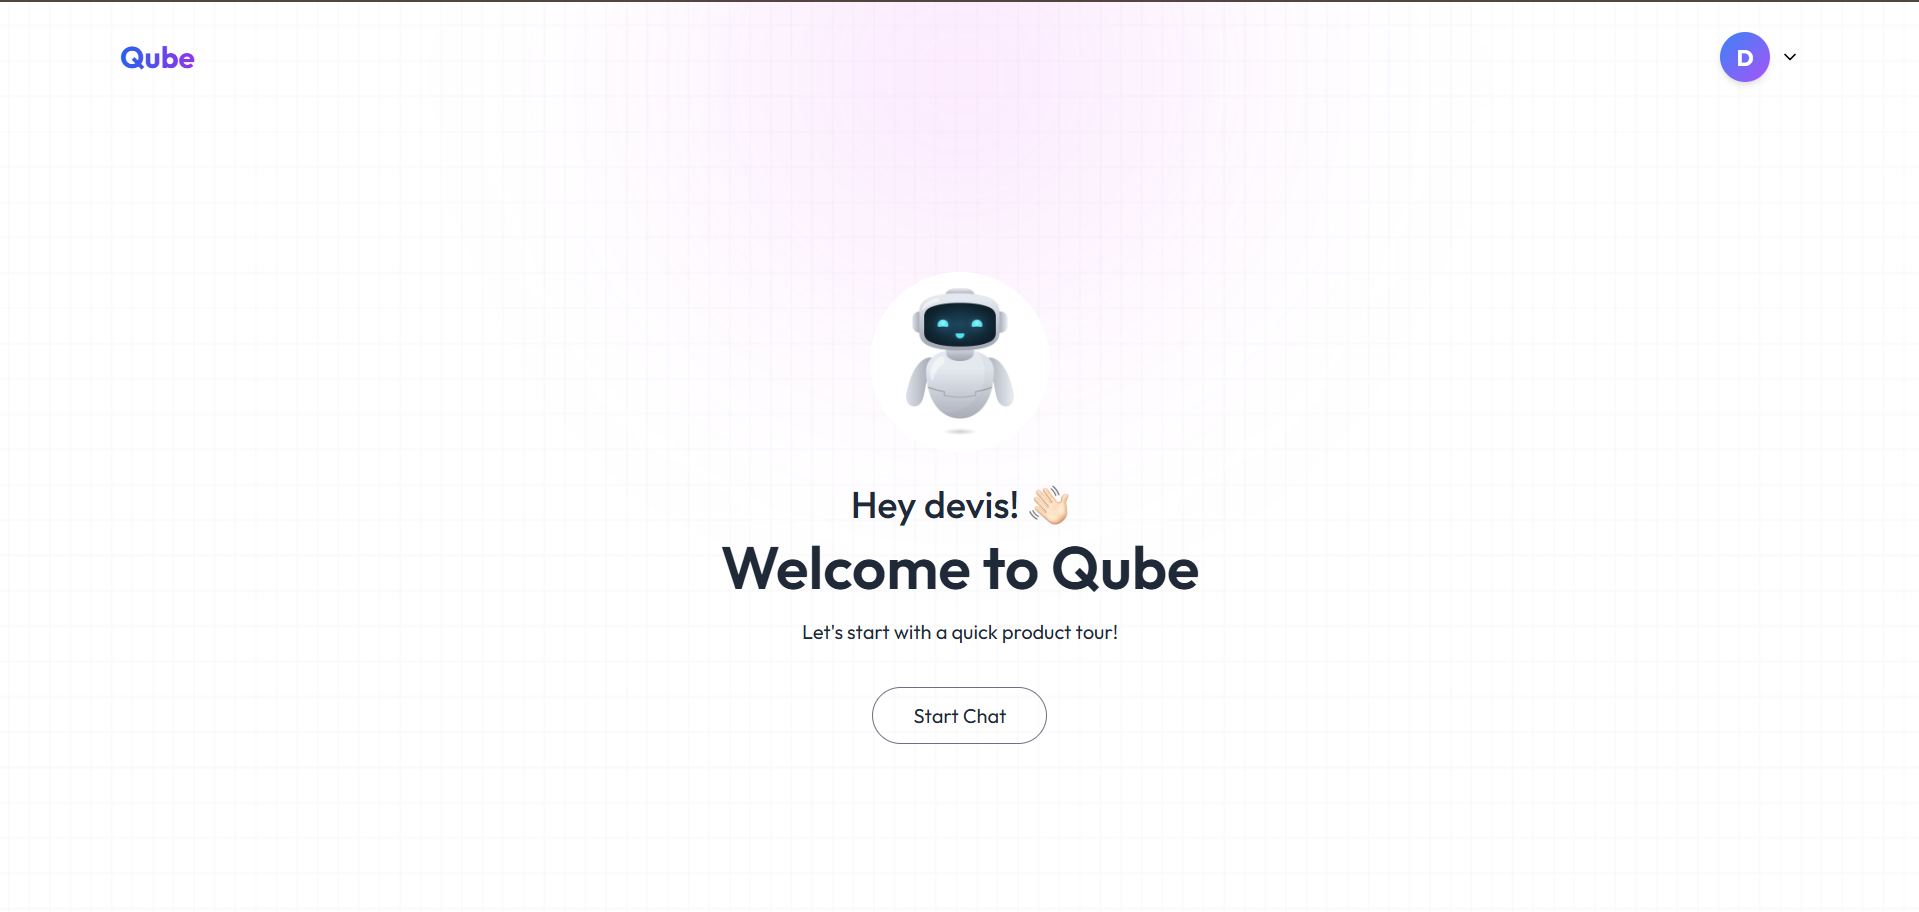 Qube
D
Hey devis! 👋🏻
Welcome to Qube
Let's start with a quick product tour!
Start Chat